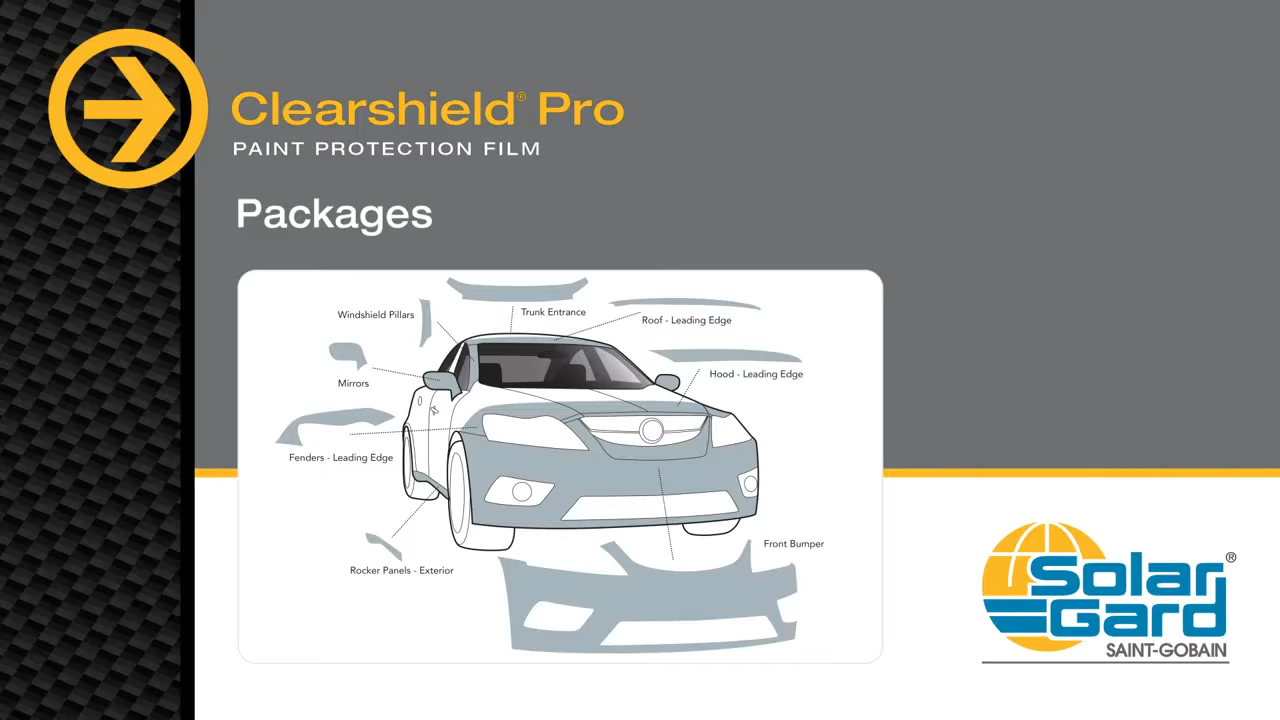 Clearshield® Pro
PAINT PROTECTION FILM
Packages
Windshield Pillars
Trunk Entrance
Roof - Leading Edge
Mirrors
Hood - Leading Edge
Fenders - Leading Edge
Front Bumper
Rocker Panels - Exterior
Solar
Gard®
SAINT-GOBAIN